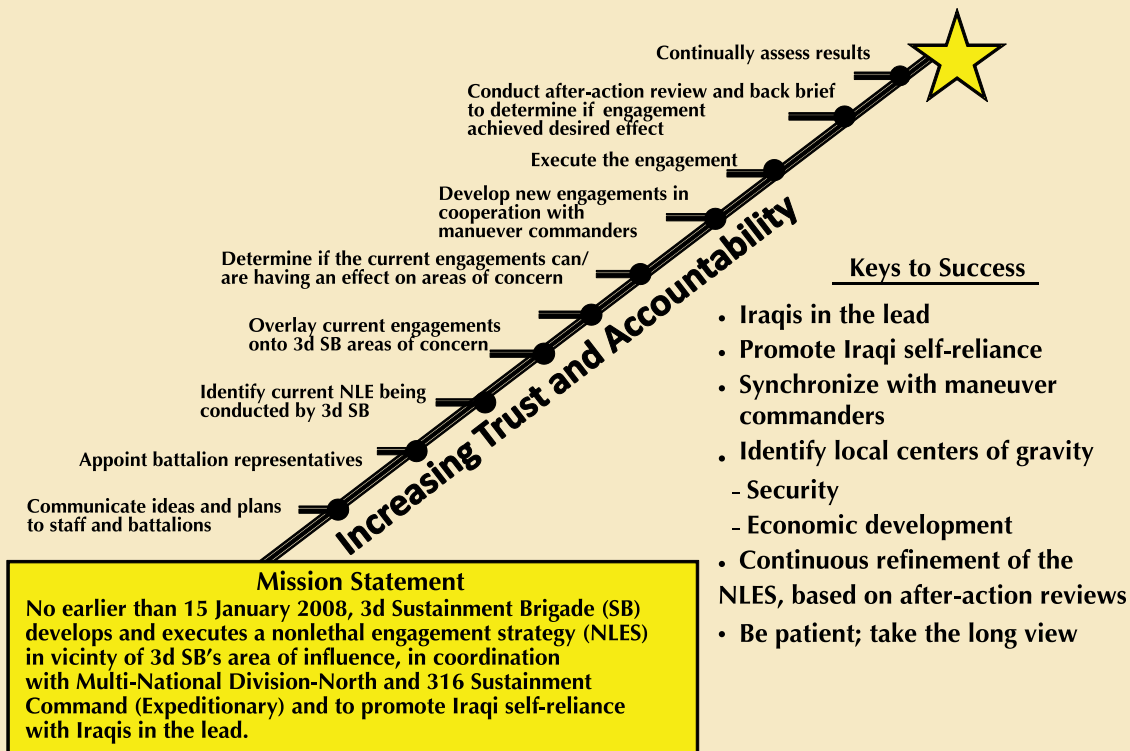 Continually assess results
Conduct after-action review and back brief
to determine if engagement
achieved desired effect
Execute the engagement
Develop new engagements in
cooperation with
manuever commanders
Determine if the current engagements can/
are having an effect on areas of concern
Overlay current engagements
onto 3d SB areas of concern
Identify current NLE being
conducted by 3d SB
Appoint battalion representatives
Communicate ideas and plans
to staff and battalions
Increasing Trust and Accountability
Keys to Success
• Iraqis in the lead
• Promote Iraqi self-reliance
• Synchronize with maneuver
commanders
• Identify local centers of gravity
- Security
- Economic development
• Continuous refinement of the
NLES, based on after-action reviews
• Be patient; take the long view
Mission Statement
No earlier than 15 January 2008, 3d Sustainment Brigade (SB)
develops and executes a nonlethal engagement strategy (NLES)
in vicinty of 3d SB's area of influence, in coordination
with Multi-National Division-North and 316 Sustainment
Command (Expeditionary) and to promote Iraqi self-reliance
with Iraqis in the lead.